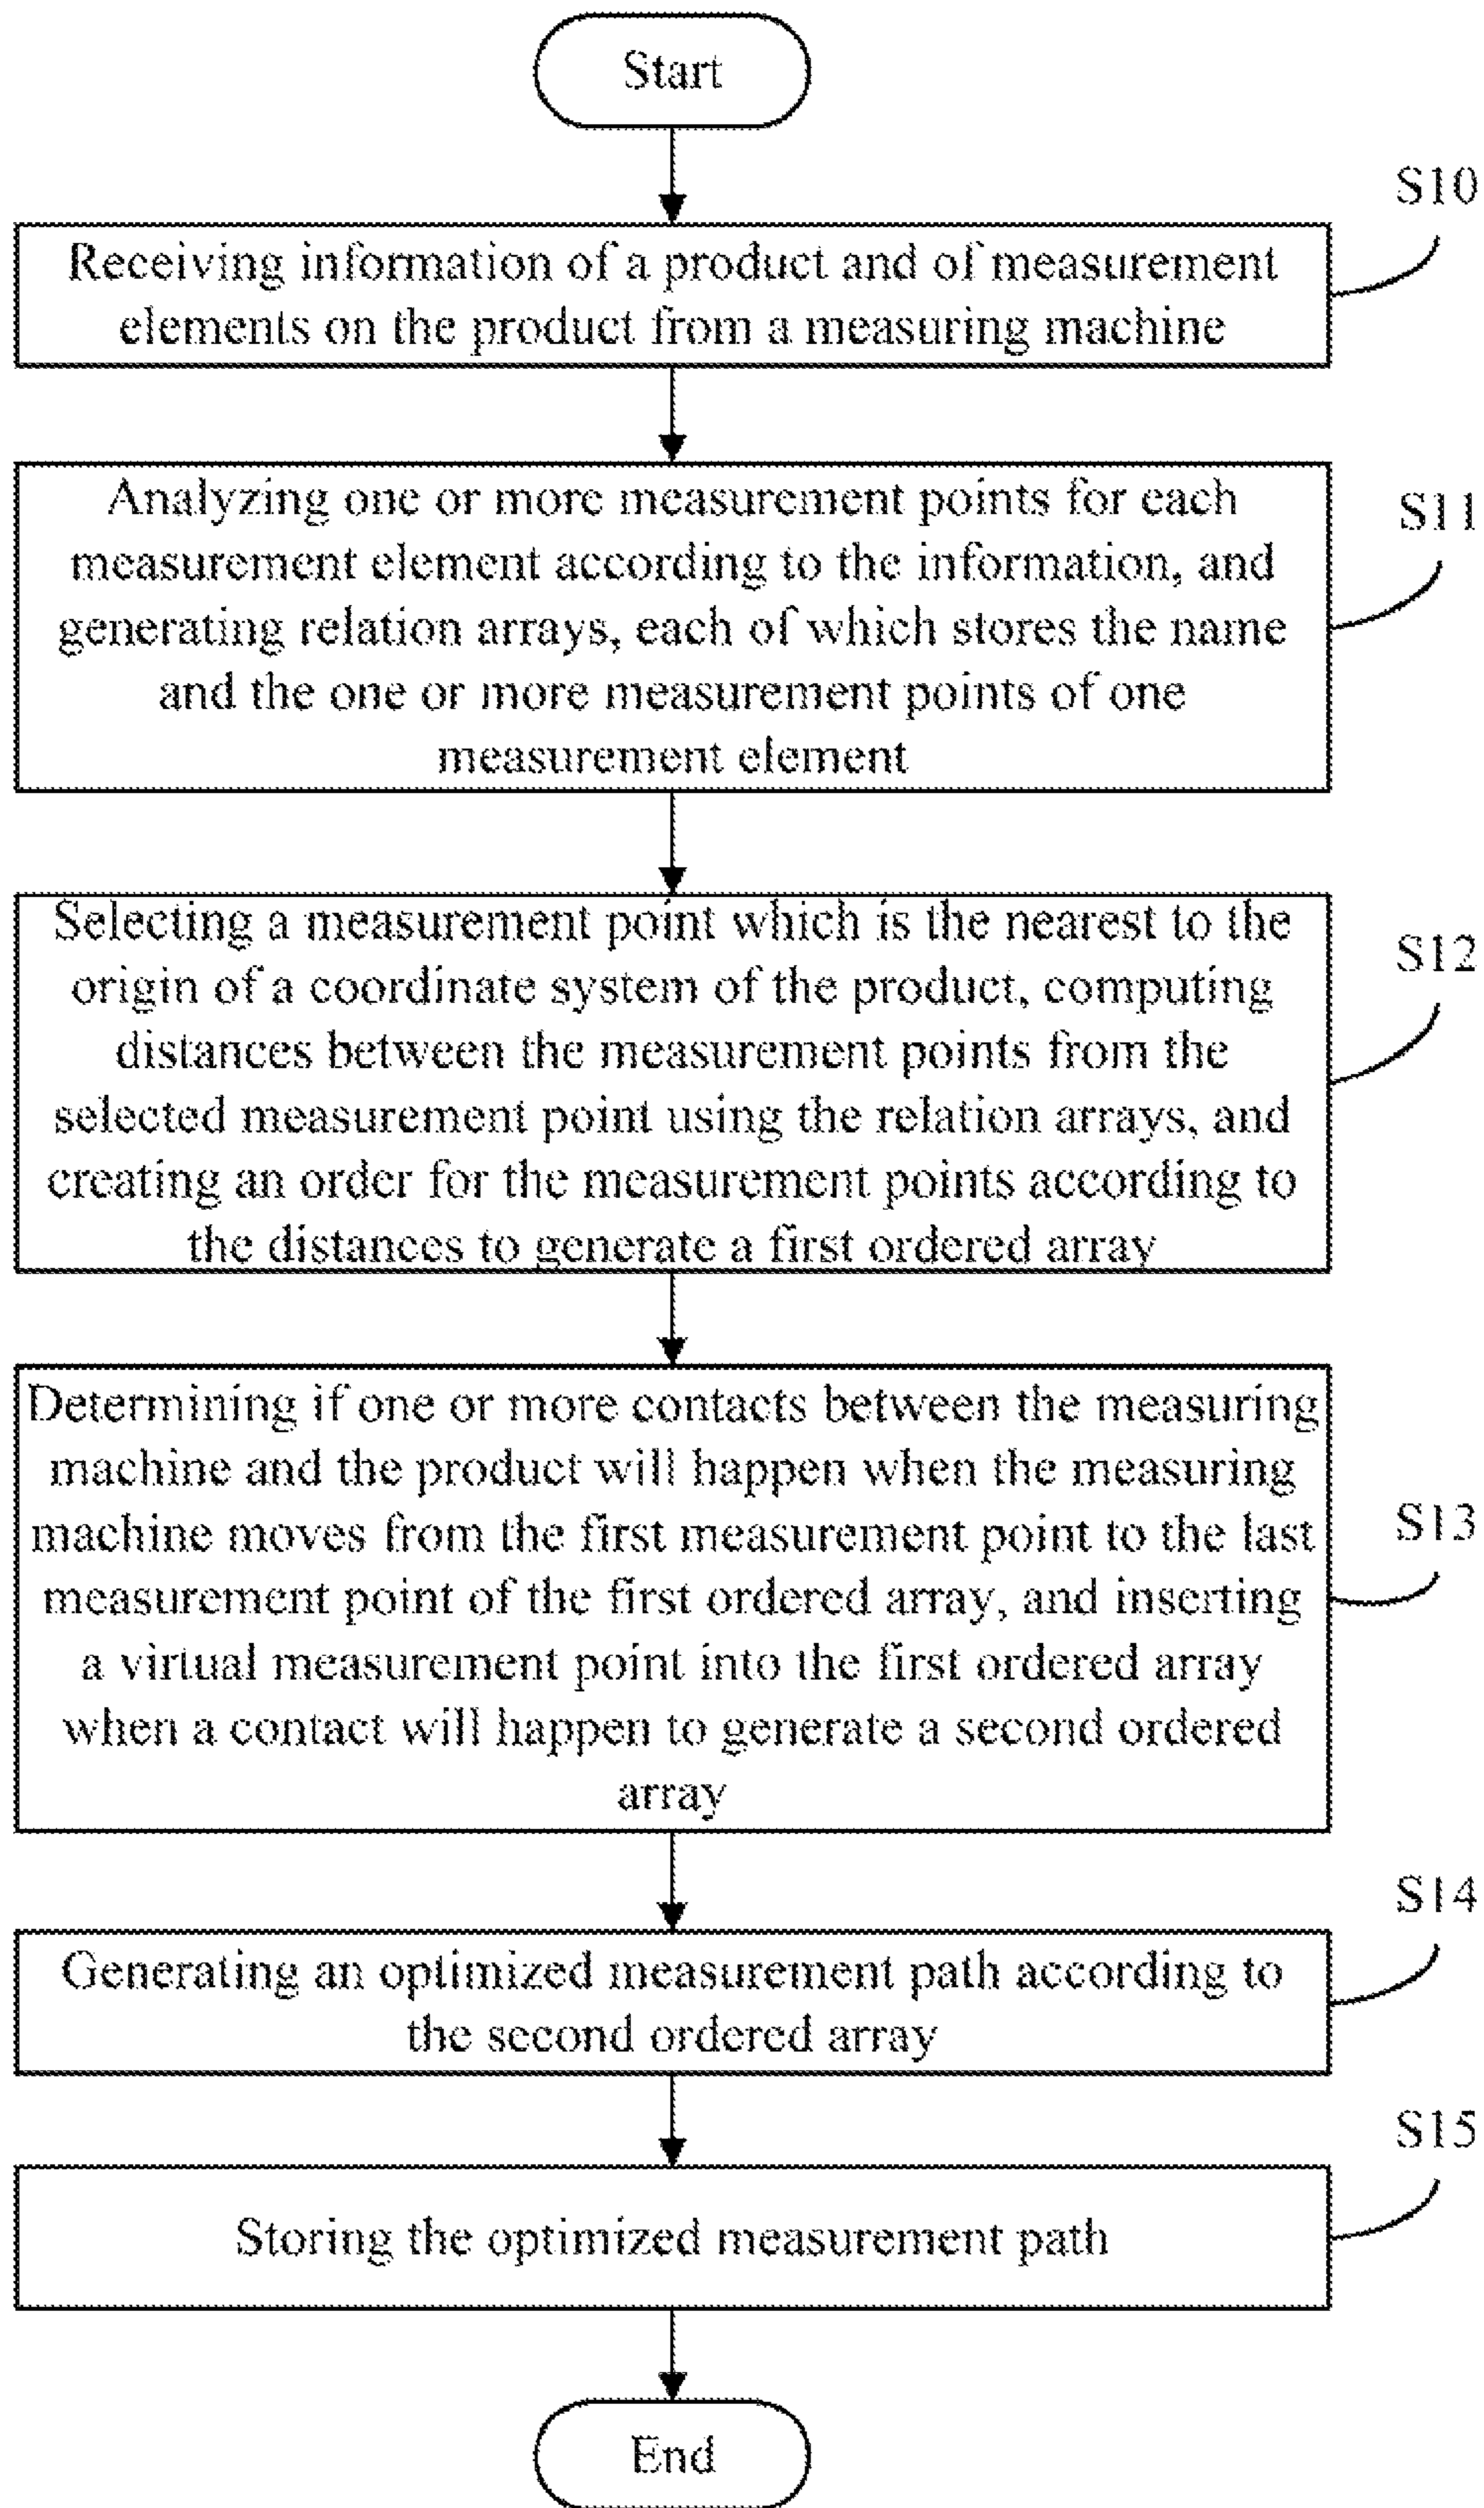 Start
S10
Receiving information of a product and of measurement
elements on the product from a measuring machine
S11
Analyzing one or more measurement points for each
measurement element according to the information, and
generating relation arrays, each of which stores the name
and the one or more measurement points of one
measurement element
S12
Selecting a measurement point which is the nearest to the
origin of a coordinate system of the product, computing
distances between the measurement points from the
selected measurement point using the relation arrays, and
creating an order for the measurement points according to
the distances to generate a first ordered array
S13
Determining if one or more contacts between the measuring
machine and the product will happen when the measuring
machine moves from the first measurement point to the last
measurement point of the first ordered array, and inserting
a virtual measurement point into the first ordered array
when a contact will happen to generate a second ordered
array
S14
Generating an optimized measurement path according to
the second ordered array
S15
Storing the optimized measurement path
End